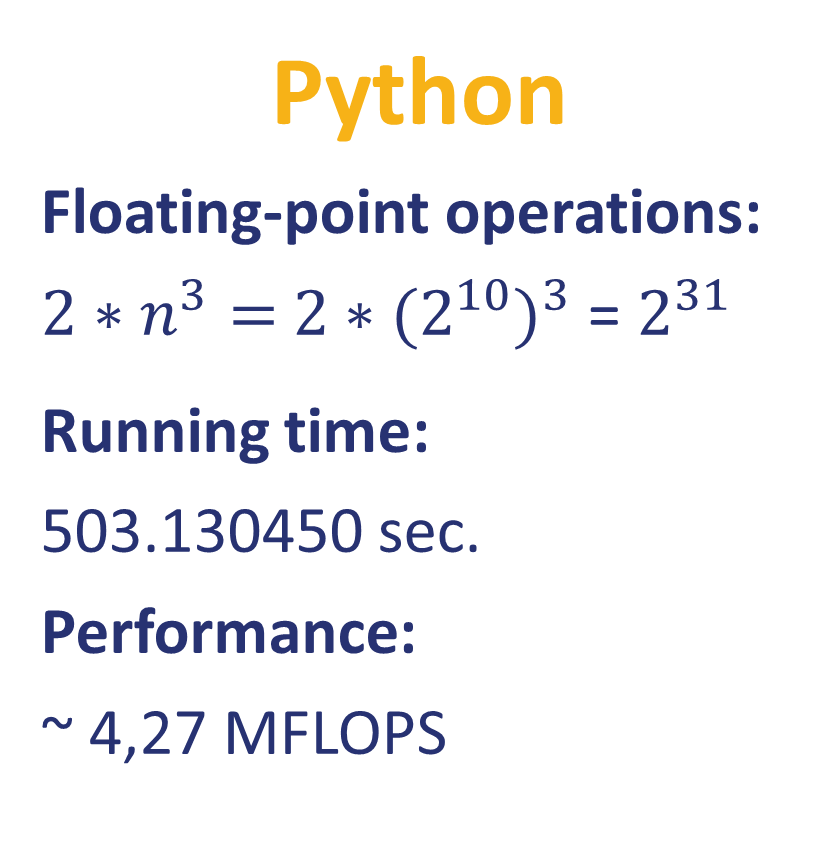 Python
Floating-point operations:
2 * n³ = 2 * (2¹⁰)³ = 2³¹
Running time:
503.130450 sec.
Performance:
~ 4,27 MFLOPS